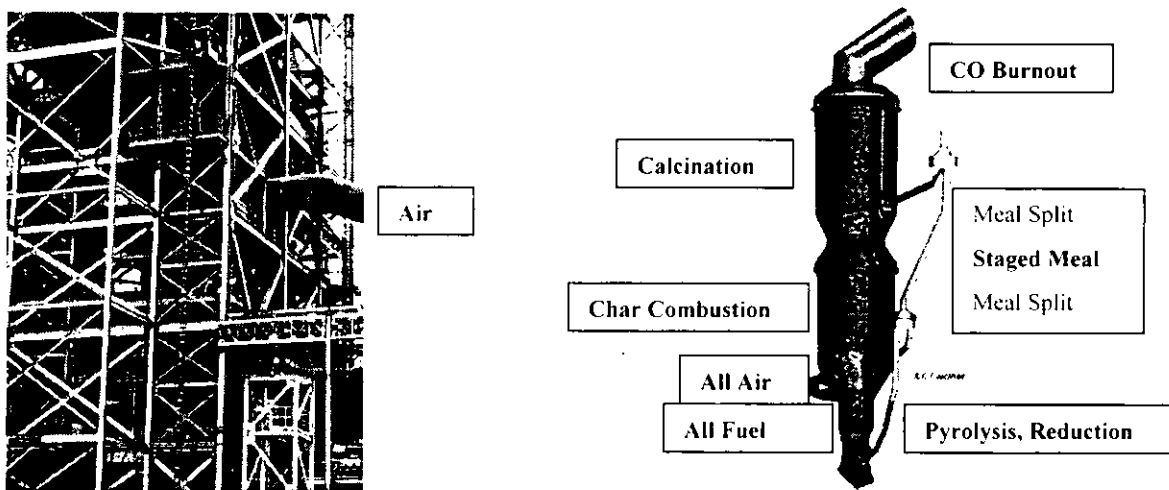 CO Burnout
Calcination
Air
Meal Split
Staged Meal
Meal Split
Char Combustion
All Air
All Fuel
Pyrolysis, Reduction